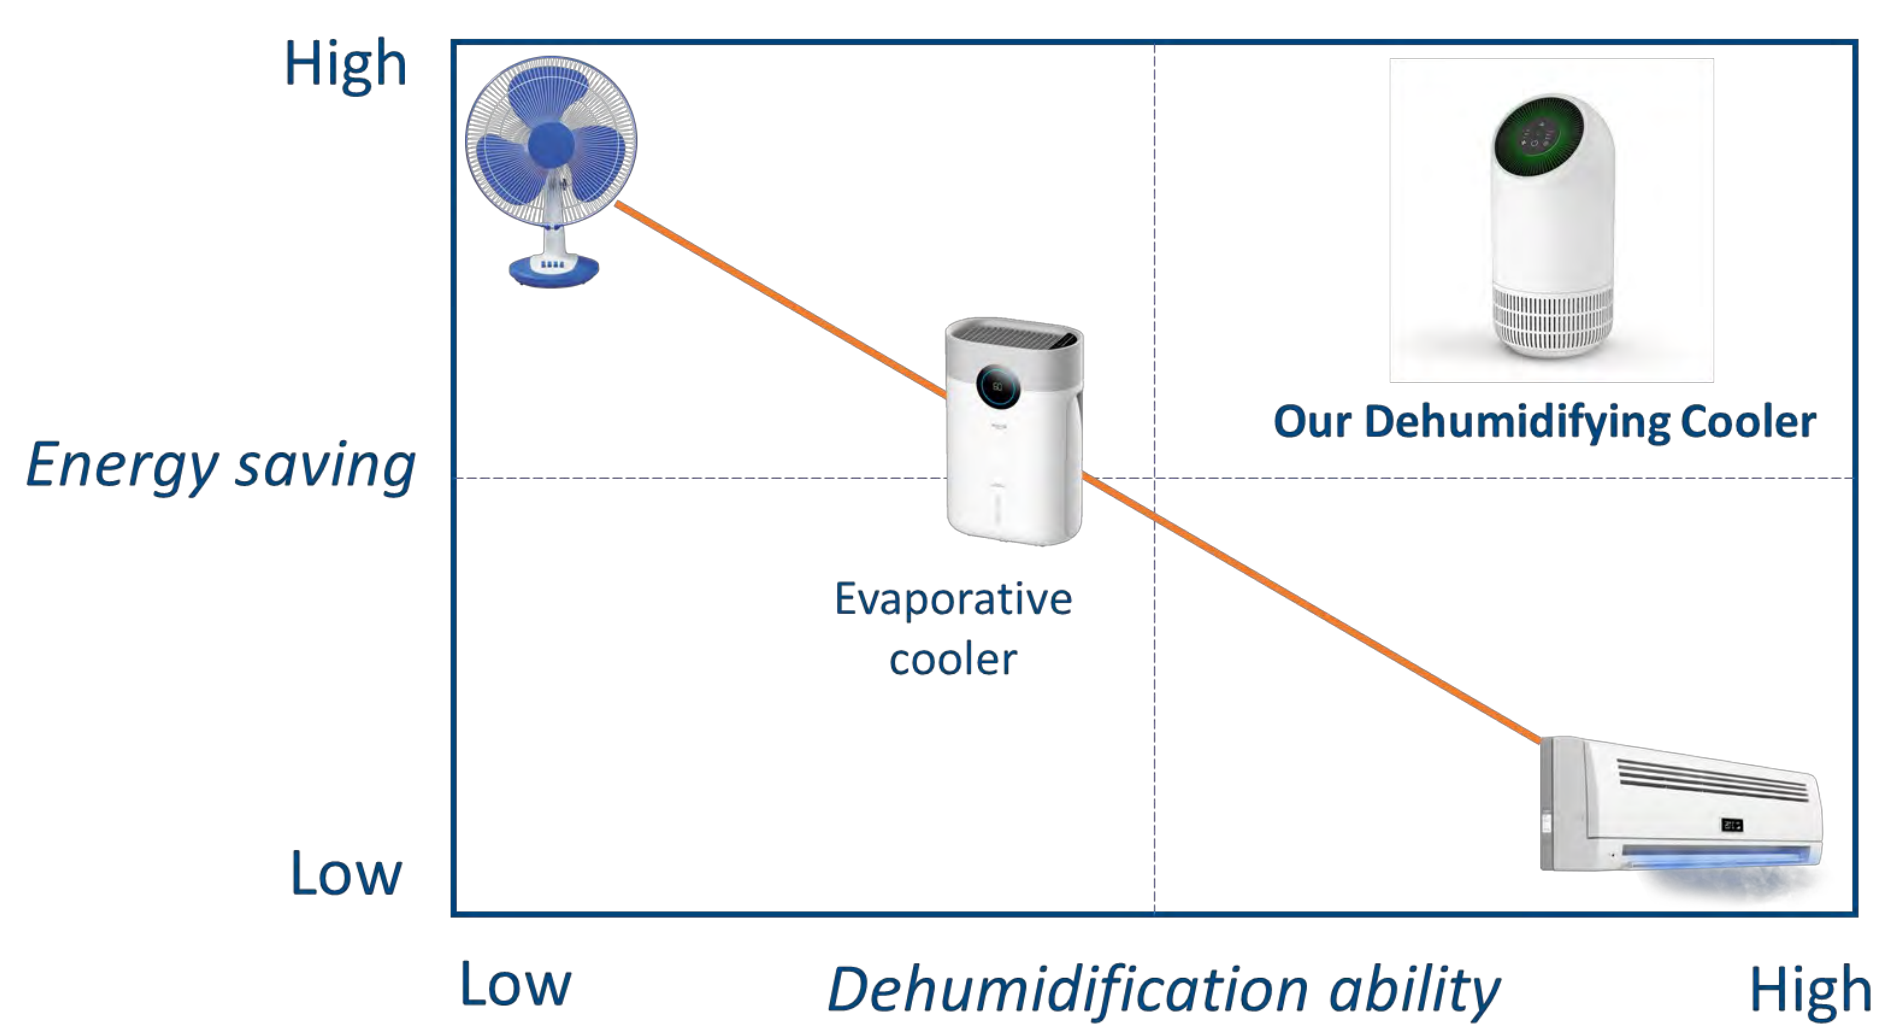 High
Our Dehumidifying Cooler
Energy saving
Evaporative
cooler
Low
Low
Dehumidification ability
High